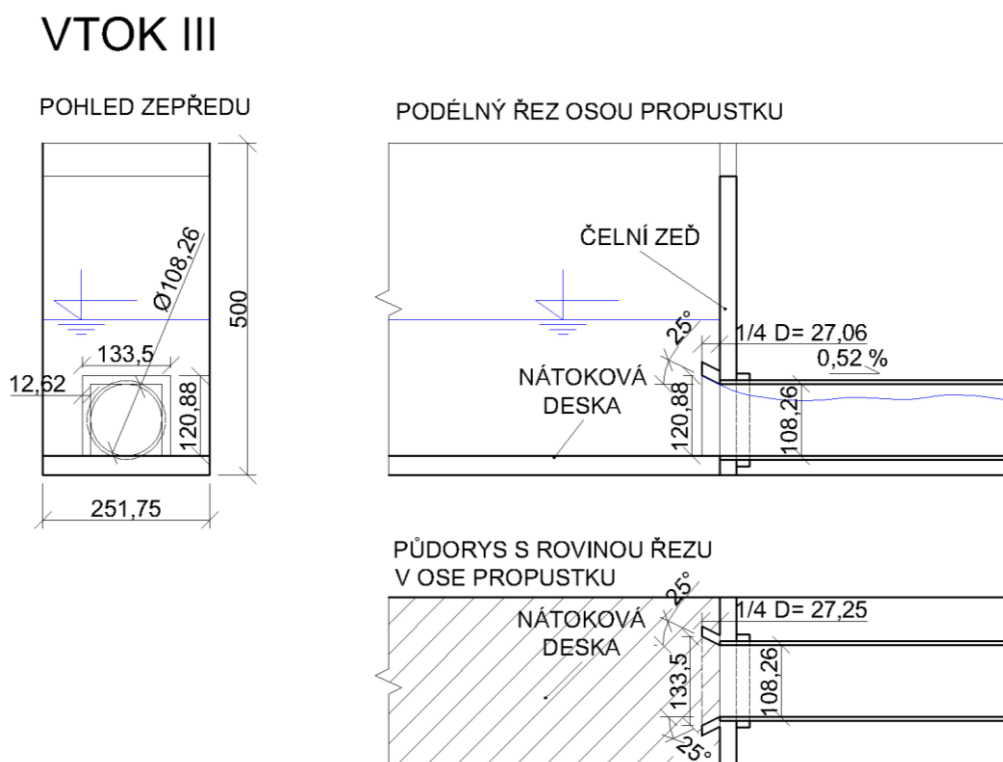 VTOK III
POHLED ZEPŘEDU
PODÉLNÝ ŘEZ OSOU PROPUSTKU
Ø108,26
500
133,5
12,62
120,88
251,75
ČELNÍ ZEĎ
25°
1/4 D= 27,06
0,52 %
NÁTOKOVÁ
DESKA
120,88
108,26
PŮDORYS S ROVINOU ŘEZU
V OSE PROPUSTKU
25°
1/4 D= 27,25
NÁTOKOVÁ
DESKA
133,5
108,26
25°